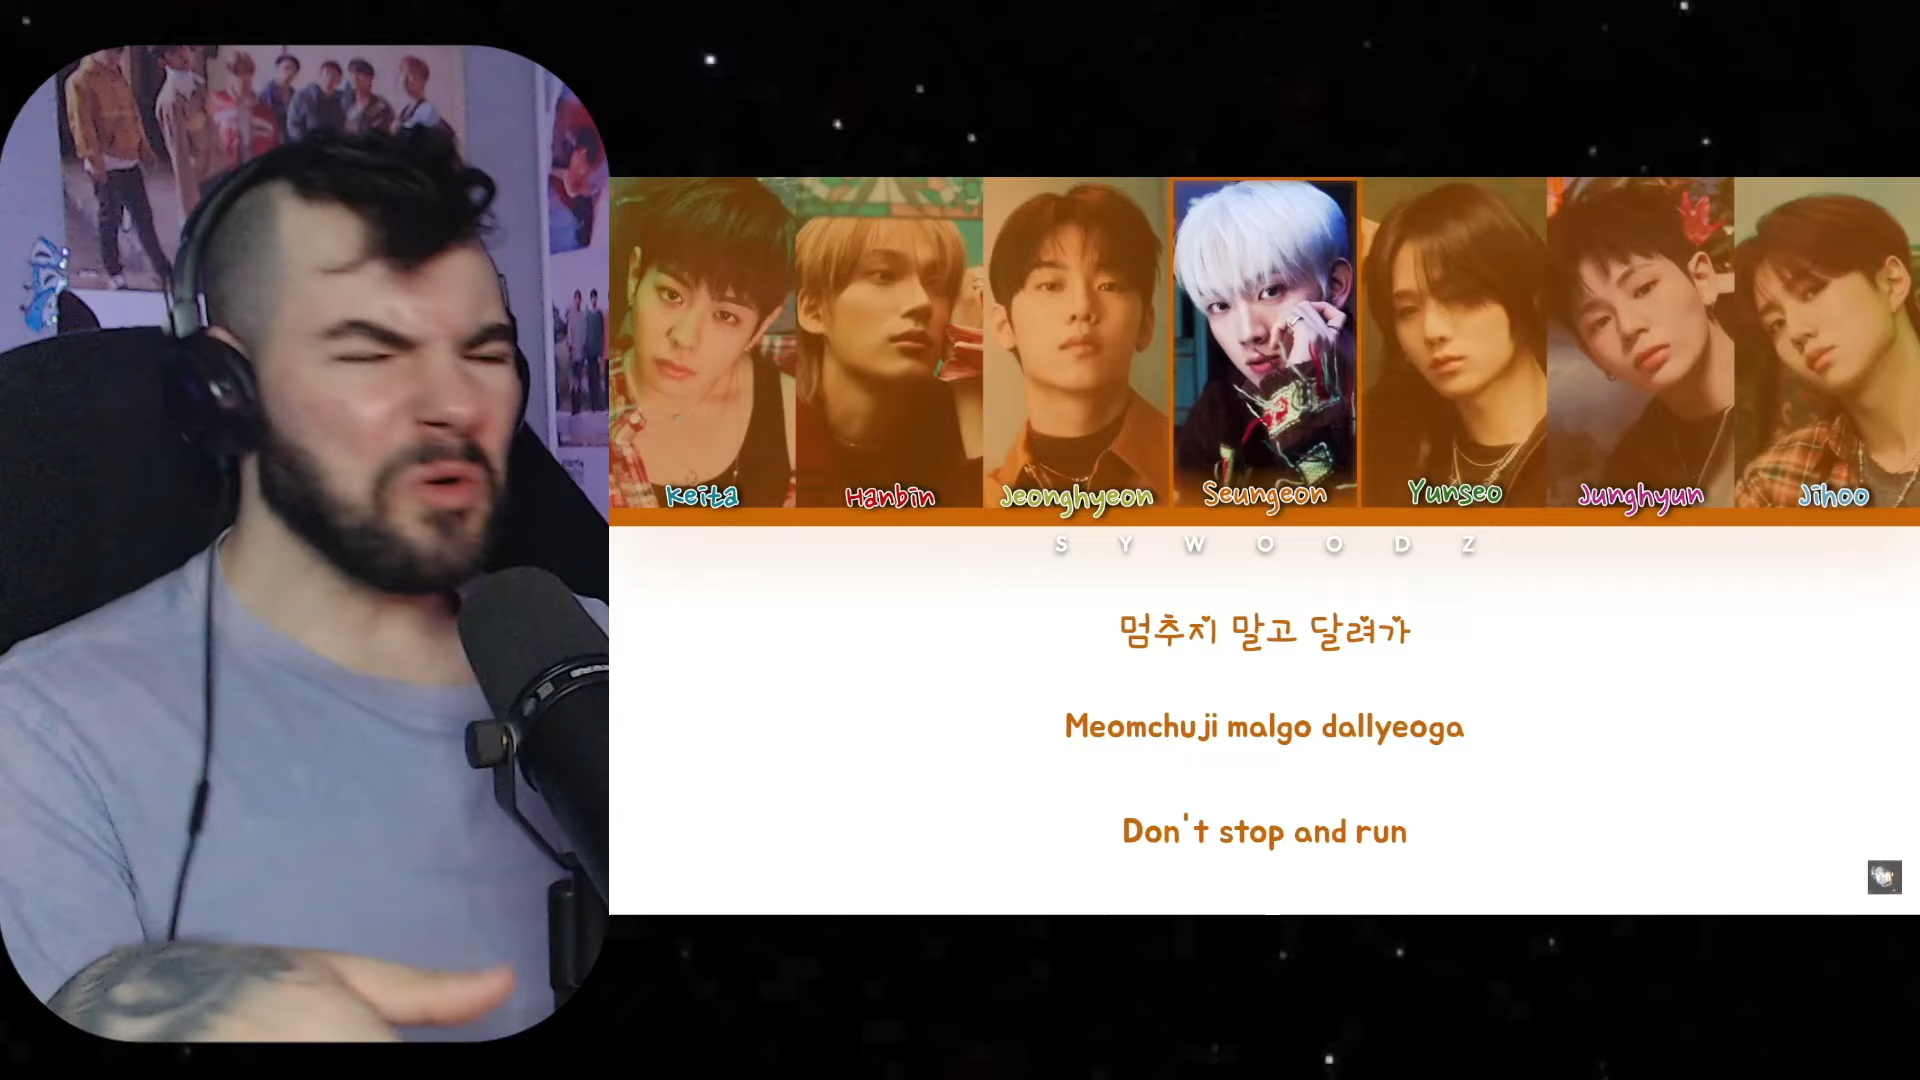 Keita
Hanbin
Jeonghyeon
Seungeon
Yunseo
Junghyun
Jihoo
SYWOODZ
멈추지 말고 달려가
Meomchuji malgo dallyeoga
Don't stop and run